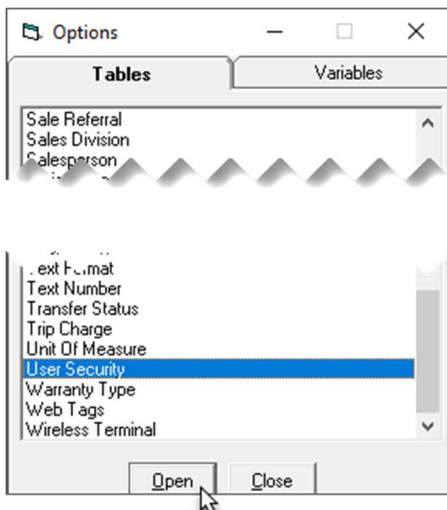 Options
Tables Variables
Sale Referral
Sales Division
Salesperson
Text Format
Text Number
Transfer Status
Trip Charge
Unit Of Measure
User Security
Warranty Type
Web Tags
Wireless Terminal
Open Close